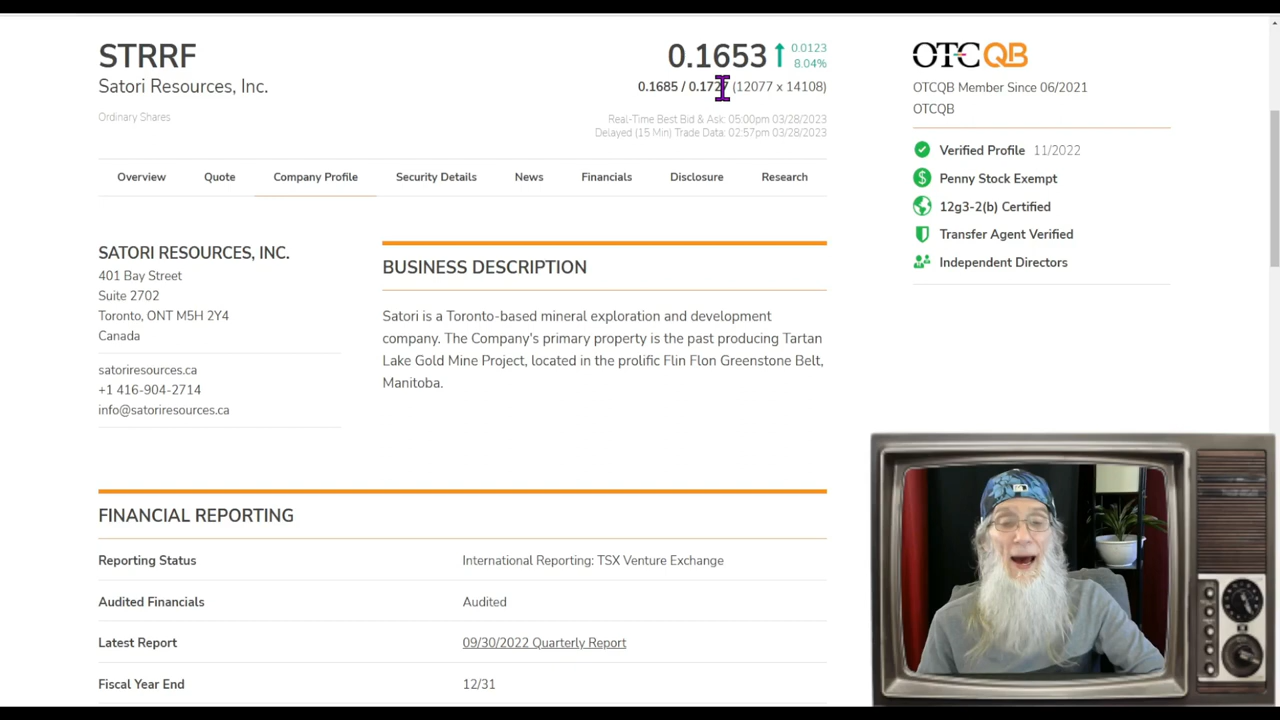 STRRF
Satori Resources, Inc.
Ordinary Shares
0.1653 0.0123
8.04%
0.1685 / 0.1727 (12077 x 14108)
Real-Time Best Bid & Ask: 05:00pm 03/28/2023
Delayed (15 Min) Trade Data: 02:57pm 03/28/2023
OTCQB
OTCQB Member Since 06/2021
OTCQB
Verified Profile 11/2022
Penny Stock Exempt
12g3-2(b) Certified
Transfer Agent Verified
Independent Directors
Overview Quote Company Profile Security Details News Financials Disclosure Research
SATORI RESOURCES, INC.
401 Bay Street
Suite 2702
Toronto, ONT M5H 2Y4
Canada
satoriresources.ca
+1 416-904-2714
info@satoriresources.ca
BUSINESS DESCRIPTION
Satori is a Toronto-based mineral exploration and development
company. The Company's primary property is the past producing Tartan
Lake Gold Mine Project, located in the prolific Flin Flon Greenstone Belt,
Manitoba.
FINANCIAL REPORTING
Reporting Status International Reporting: TSX Venture Exchange
Audited Financials Audited
Latest Report 09/30/2022 Quarterly Report
Fiscal Year End 12/31